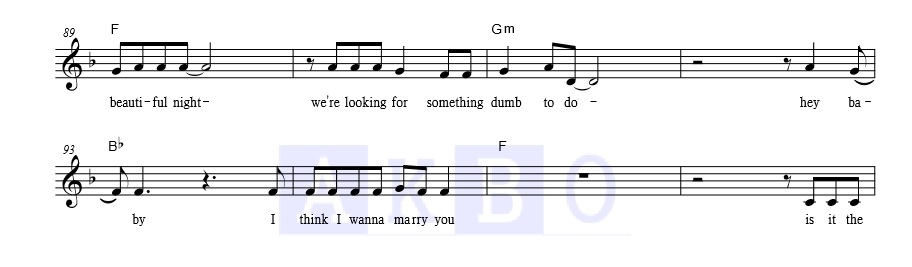 89 F Gm
beauti-ful night- we're looking for something dumb to do - hey ba-
93 B♭ F
by I think I wanna marry you is it the
AKBO